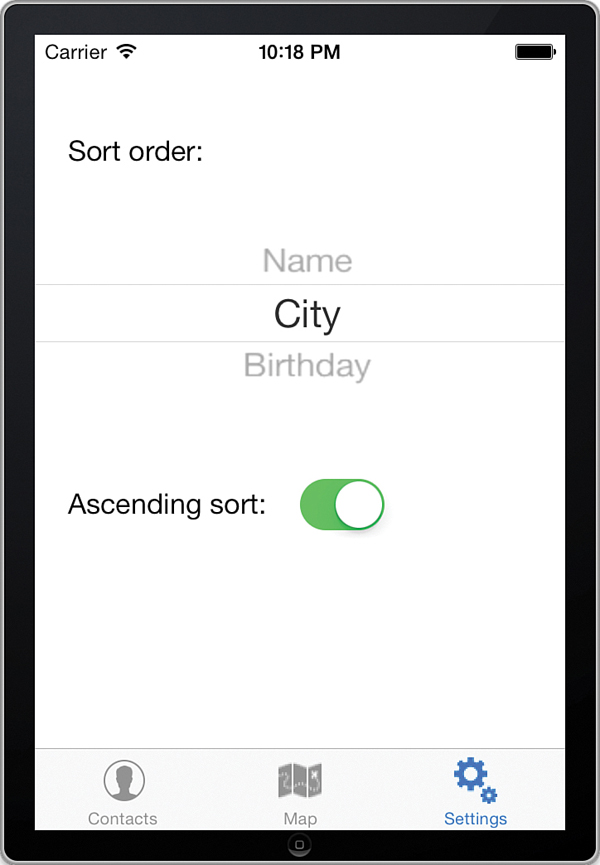 Carrier 10:18 PM
Sort order:
Name
City
Birthday
Ascending sort:
Contacts Map Settings